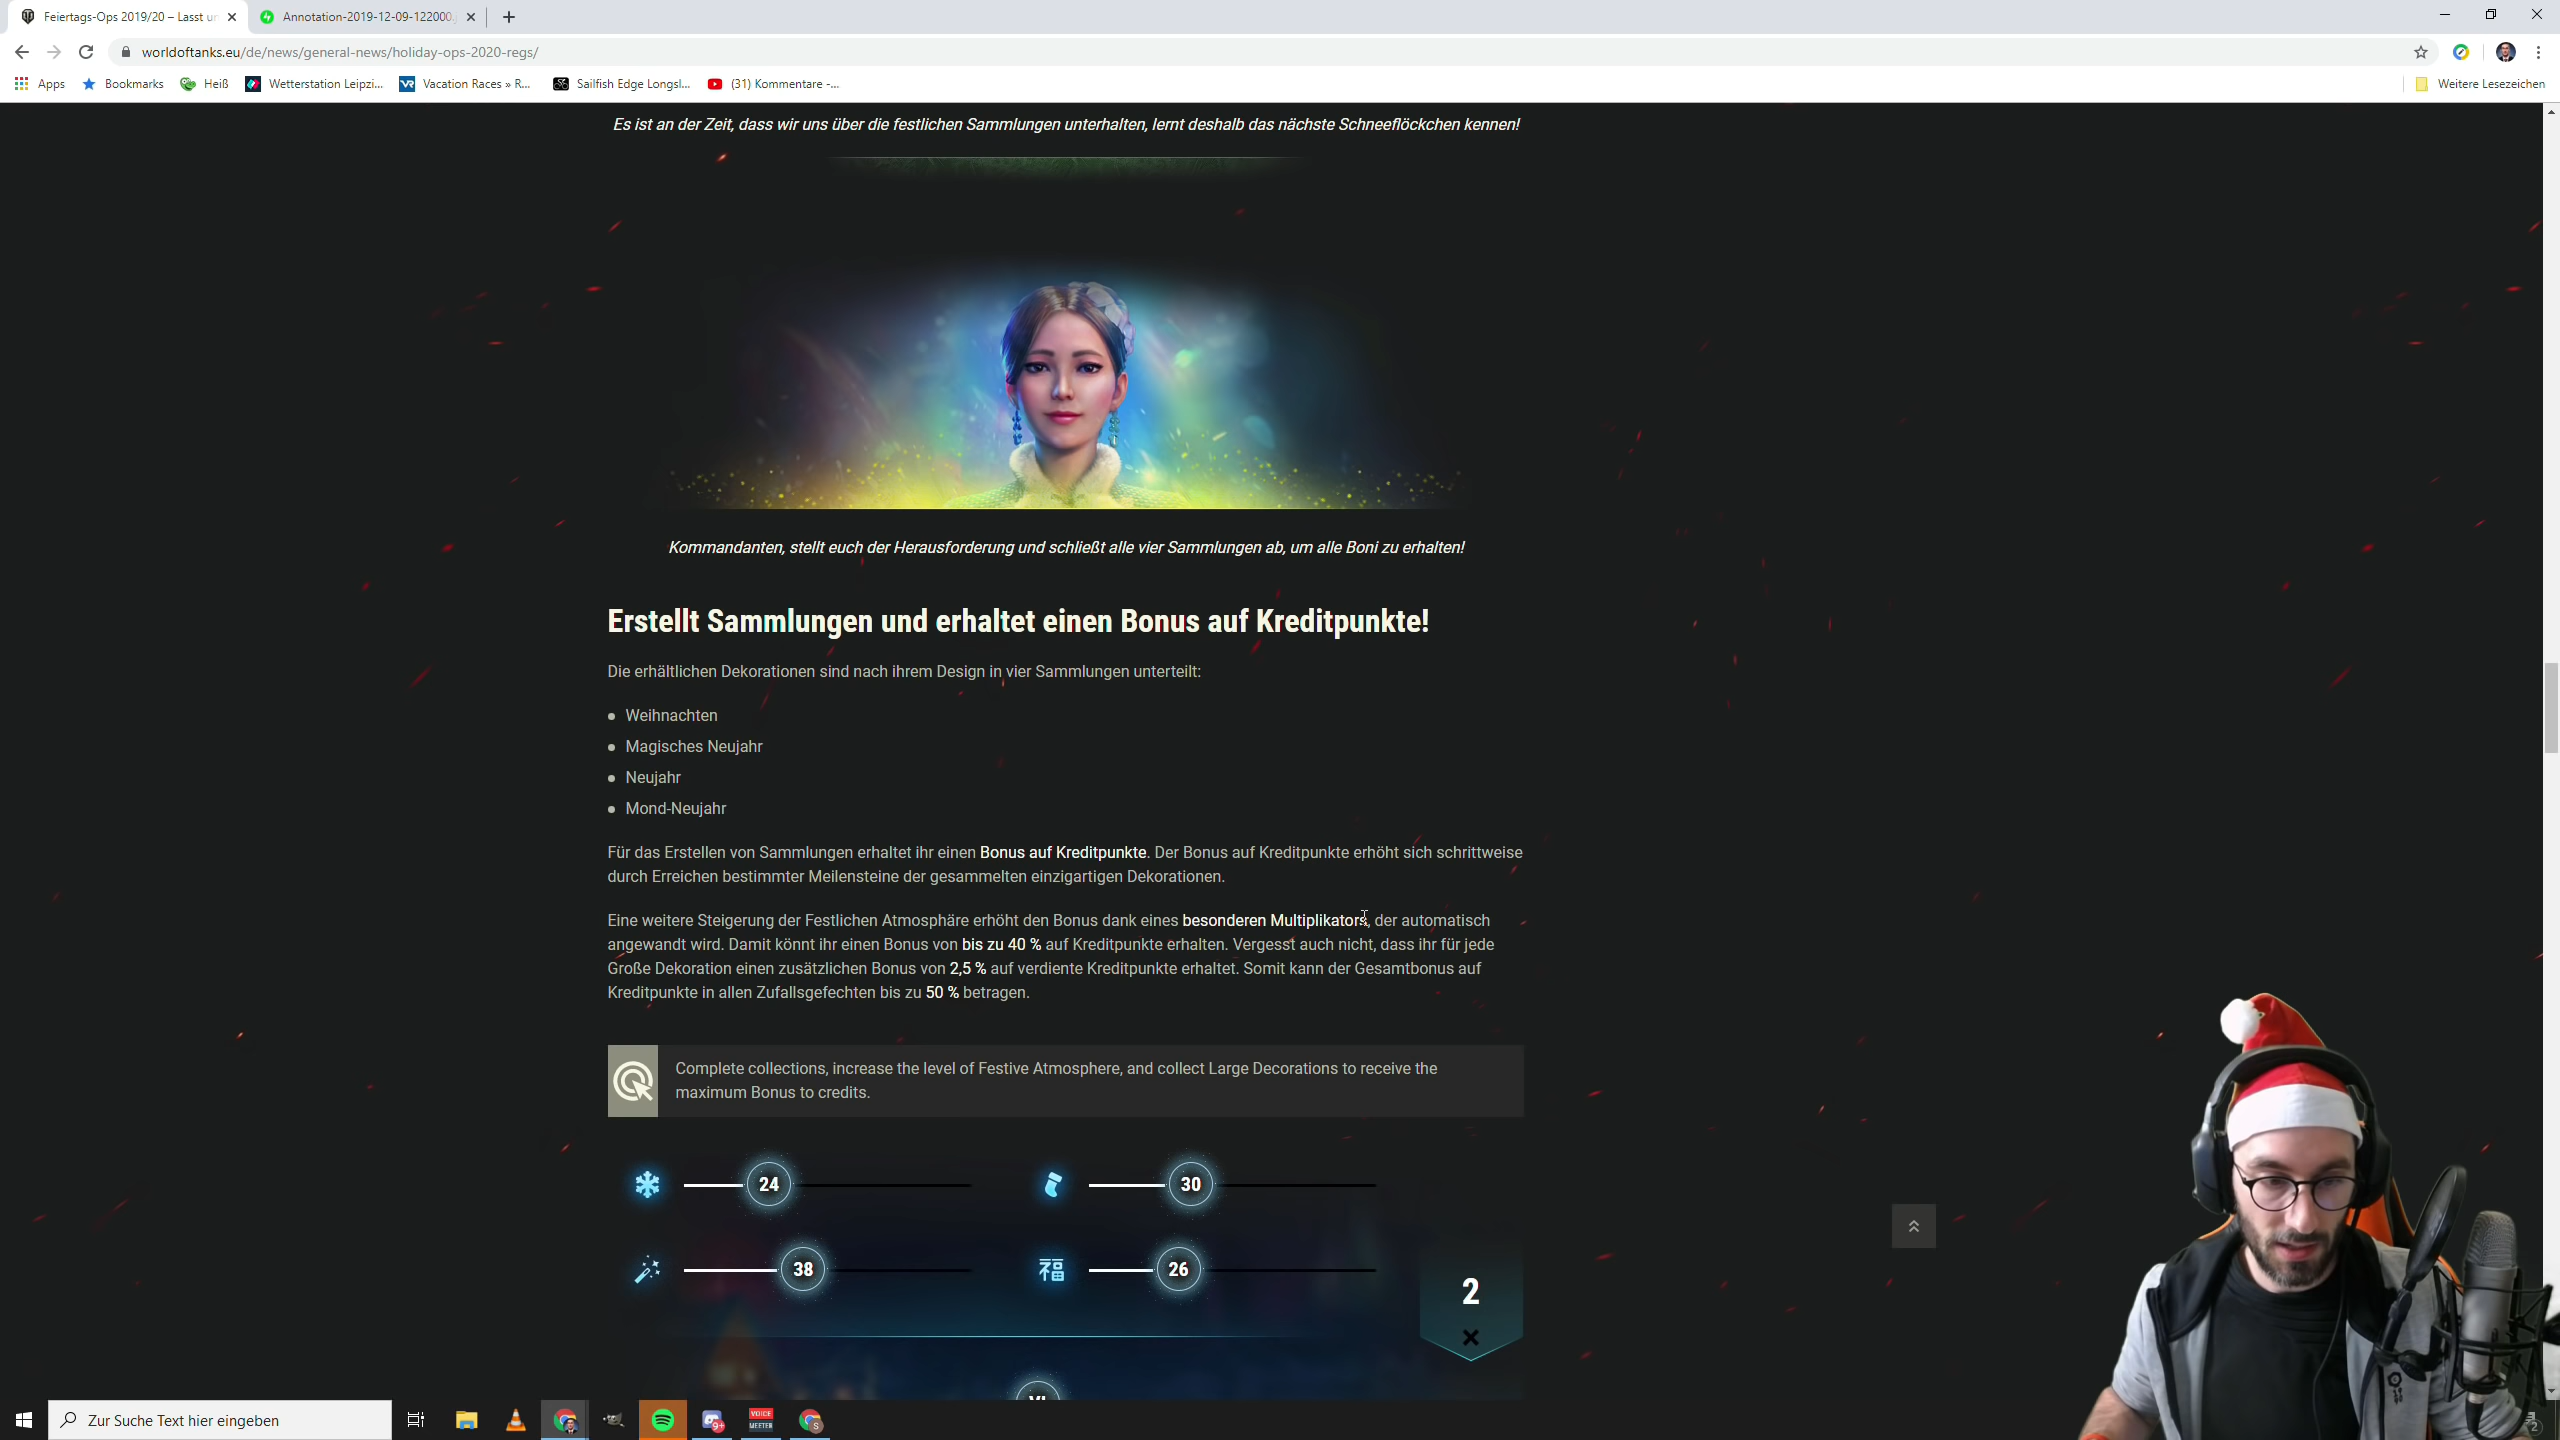 Feiertags-Ops 2019/20 – Lasst un
Annotation-2019-12-09-122000.
worldoftanks.eu/de/news/general-news/holiday-ops-2020-regs/
Apps
Bookmarks
Heiß
Wetterstation Leipzi...
Vacation Races » R...
Sailfish Edge Longsl...
(31) Kommentare -...
Weitere Lesezeichen
Es ist an der Zeit, dass wir uns über die festlichen Sammlungen unterhalten, lernt deshalb das nächste Schneeflöckchen kennen!
Kommandanten, stellt euch der Herausforderung und schließt alle vier Sammlungen ab, um alle Boni zu erhalten!
Erstellt Sammlungen und erhaltet einen Bonus auf Kreditpunkte!
Die erhältlichen Dekorationen sind nach ihrem Design in vier Sammlungen unterteilt:
Weihnachten
Magisches Neujahr
Neujahr
Mond-Neujahr
Für das Erstellen von Sammlungen erhaltet ihr einen Bonus auf Kreditpunkte. Der Bonus auf Kreditpunkte erhöht sich schrittweise
durch Erreichen bestimmter Meilensteine der gesammelten einzigartigen Dekorationen.
Eine weitere Steigerung der Festlichen Atmosphäre erhöht den Bonus dank eines besonderen Multiplikators, der automatisch
angewandt wird. Damit könnt ihr einen Bonus von bis zu 40 % auf Kreditpunkte erhalten. Vergesst auch nicht, dass ihr für jede
Große Dekoration einen zusätzlichen Bonus von 2,5 % auf verdiente Kreditpunkte erhaltet. Somit kann der Gesamtbonus auf
Kreditpunkte in allen Zufallsgefechten bis zu 50 % betragen.
Complete collections, increase the level of Festive Atmosphere, and collect Large Decorations to receive the
maximum Bonus to credits.
24
30
38
福
26
2
×
VI
Zur Suche Text hier eingeben
9+
VOICE
MEETER
S
2